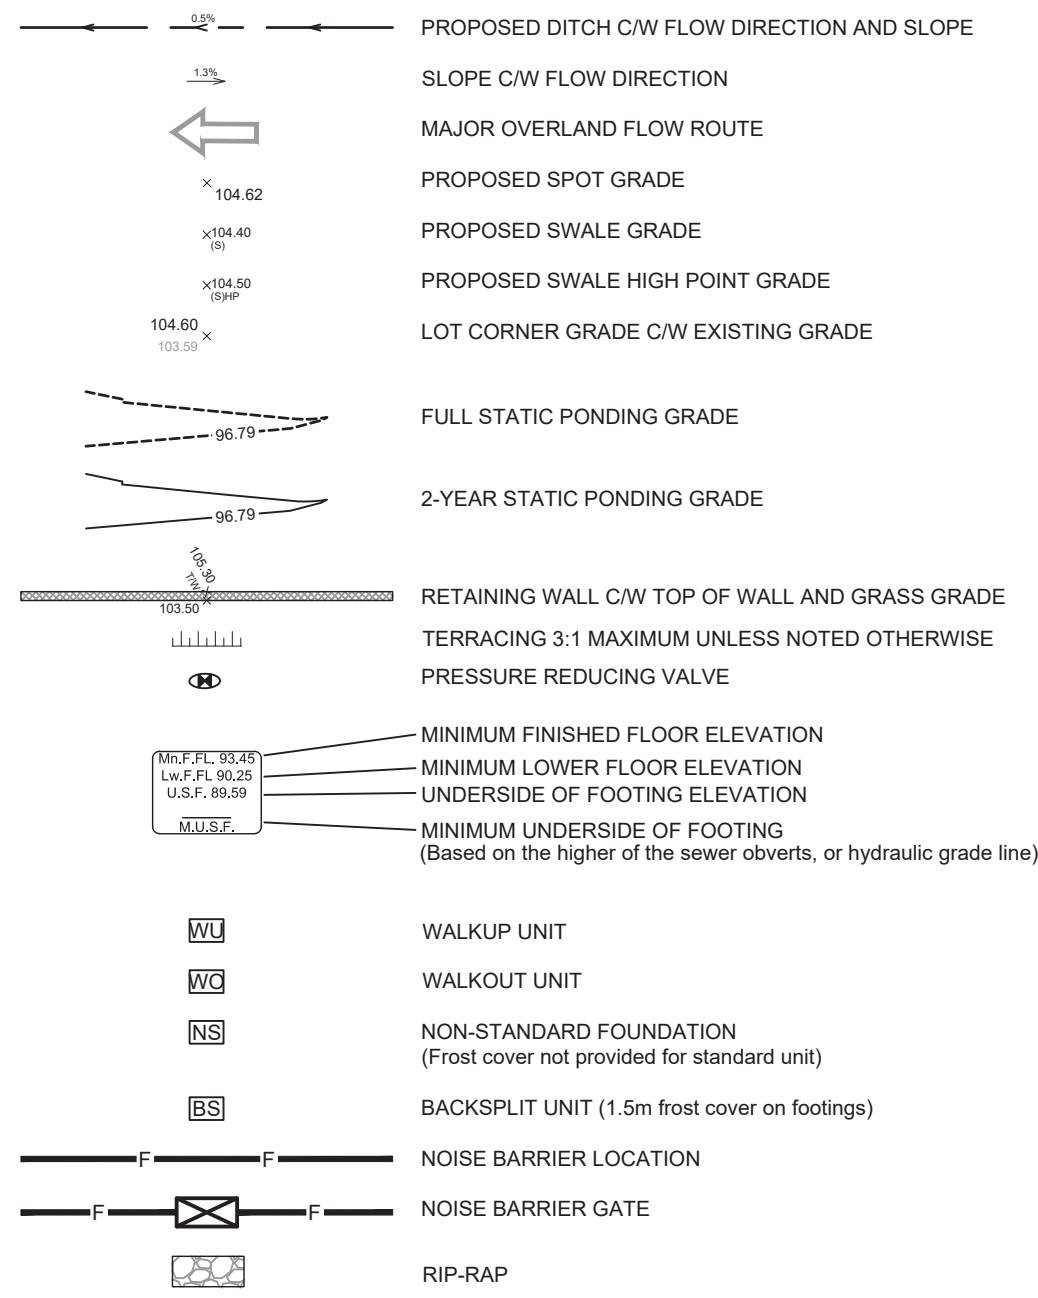 0.5% PROPOSED DITCH C/W FLOW DIRECTION AND SLOPE
1.3% SLOPE C/W FLOW DIRECTION
MAJOR OVERLAND FLOW ROUTE
PROPOSED SPOT GRADE
104.62
104.40 PROPOSED SWALE GRADE
(S)
104.50 PROPOSED SWALE HIGH POINT GRADE
(S)HP
104.60 LOT CORNER GRADE C/W EXISTING GRADE
103.59
FULL STATIC PONDING GRADE
96.79
2-YEAR STATIC PONDING GRADE
96.79
105.30
T/W
RETAINING WALL C/W TOP OF WALL AND GRASS GRADE
103.50
TERRACING 3:1 MAXIMUM UNLESS NOTED OTHERWISE
PRESSURE REDUCING VALVE
MINIMUM FINISHED FLOOR ELEVATION
Mn.F.FL. 93.45
MINIMUM LOWER FLOOR ELEVATION
Lw.F.FL 90.25
UNDERSIDE OF FOOTING ELEVATION
U.S.F. 89.59
M.U.S.F. MINIMUM UNDERSIDE OF FOOTING
(Based on the higher of the sewer obverts, or hydraulic grade line)
WU WALKUP UNIT
WO WALKOUT UNIT
NS NON-STANDARD FOUNDATION
(Frost cover not provided for standard unit)
BS BACKSPLIT UNIT (1.5m frost cover on footings)
F F NOISE BARRIER LOCATION
F F NOISE BARRIER GATE
RIP-RAP